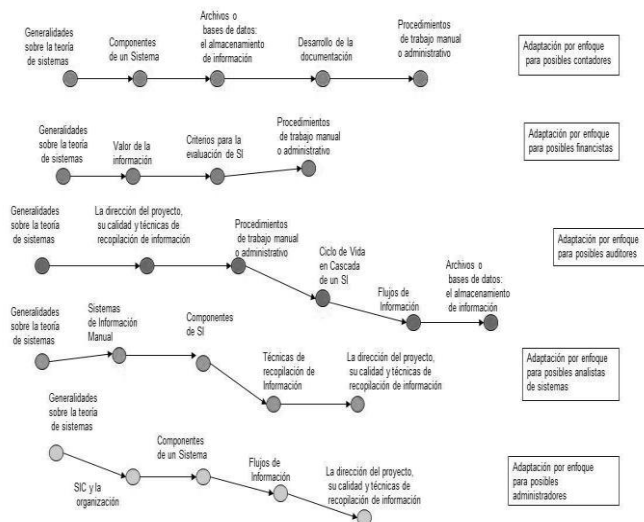 Generalidades
sobre la teoría
de sistemas
Componentes
de un Sistema
Archivos o
bases de datos:
el almacenamiento
de información
Desarrollo de la
documentación
Procedimientos
de trabajo manual
o administrativo
Adaptación por enfoque
para posibles contadores
Generalidades
sobre la teoría
de sistemas
Valor de la
información
Criterios para la
evaluación de SI
Procedimientos
de trabajo manual
o administrativo
Adaptación por enfoque
para posibles financistas
Generalidades
sobre la teoría
de sistemas
La dirección del proyecto,
su calidad y técnicas de
recopilación de información
Procedimientos
de trabajo manual
o administrativo
Ciclo de Vida
en Cascada
de un SI
Flujos de
Información
Archivos o
bases de datos:
el almacenamiento
de información
Adaptación por enfoque
para posibles auditores
Generalidades
sobre la teoría
de sistemas
Sistemas
de Información
Manual
Componentes
de SI
Técnicas de
recopilación de
Información
La dirección del proyecto,
su calidad y técnicas de
recopilación de información
Adaptación por enfoque
para posibles analistas
de sistemas
Generalidades
sobre la teoría
de sistemas
SIC y la
organización
Componentes
de un Sistema
Flujos de
Información
La dirección del proyecto,
su calidad y técnicas de
recopilación de información
Adaptación por enfoque
para posibles
administradores